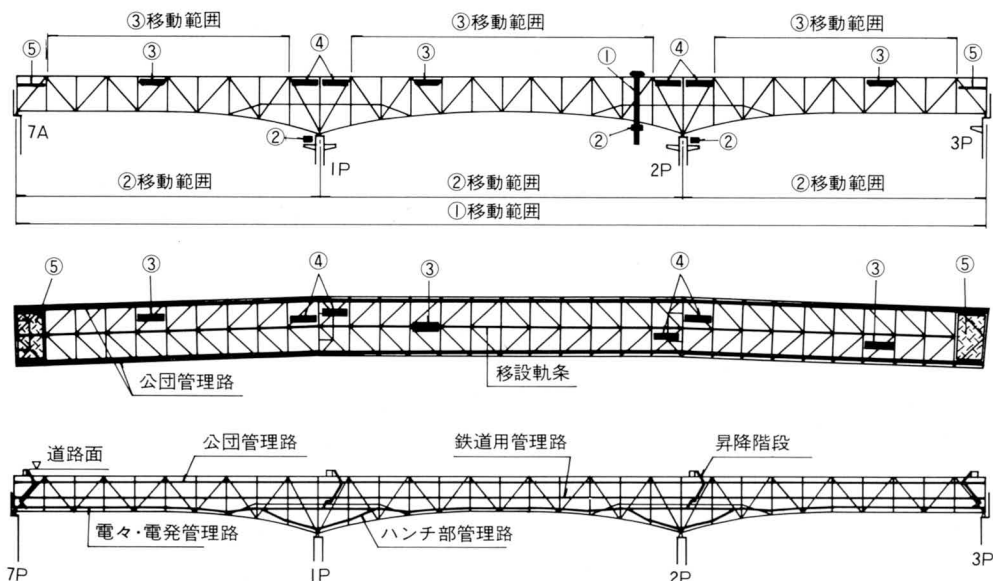 ③移動範囲 ③移動範囲 ③移動範囲
⑤ ③ ④ ③ ① ④ ③ ⑤
7A ② 1P ② 2P ② 3P
②移動範囲 ②移動範囲 ②移動範囲
①移動範囲
⑤ ③ ④ ③ ④ ③ ⑤
公団管理路 移設軌条
道路面 公団管理路 鉄道用管理路 昇降階段
電々・電発管理路 ハンチ部管理路
7P 1P 2P 3P